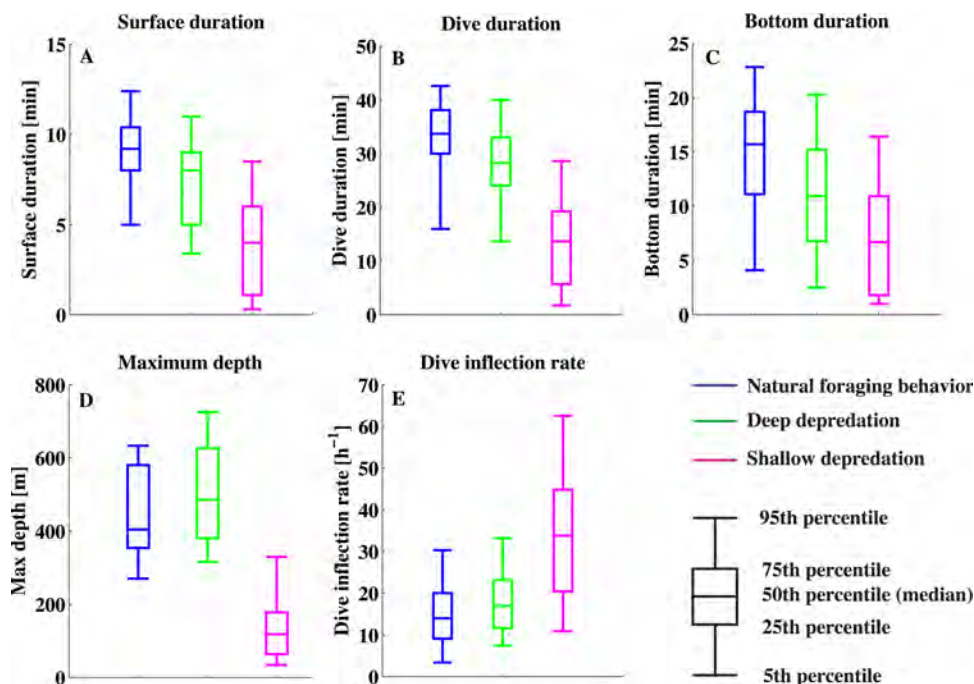 Surface duration
A
Surface duration [min]
15
10
5
0
Dive duration
B
Dive duration [min]
50
40
30
20
10
0
Bottom duration
C
Bottom duration [min]
25
20
15
10
5
0
Maximum depth
D
Max depth [m]
800
600
400
200
0
Dive inflection rate
E
Dive inflection rate [h⁻¹]
70
60
50
40
30
20
10
0
Natural foraging behavior
Deep depredation
Shallow depredation
95th percentile
75th percentile
50th percentile (median)
25th percentile
5th percentile